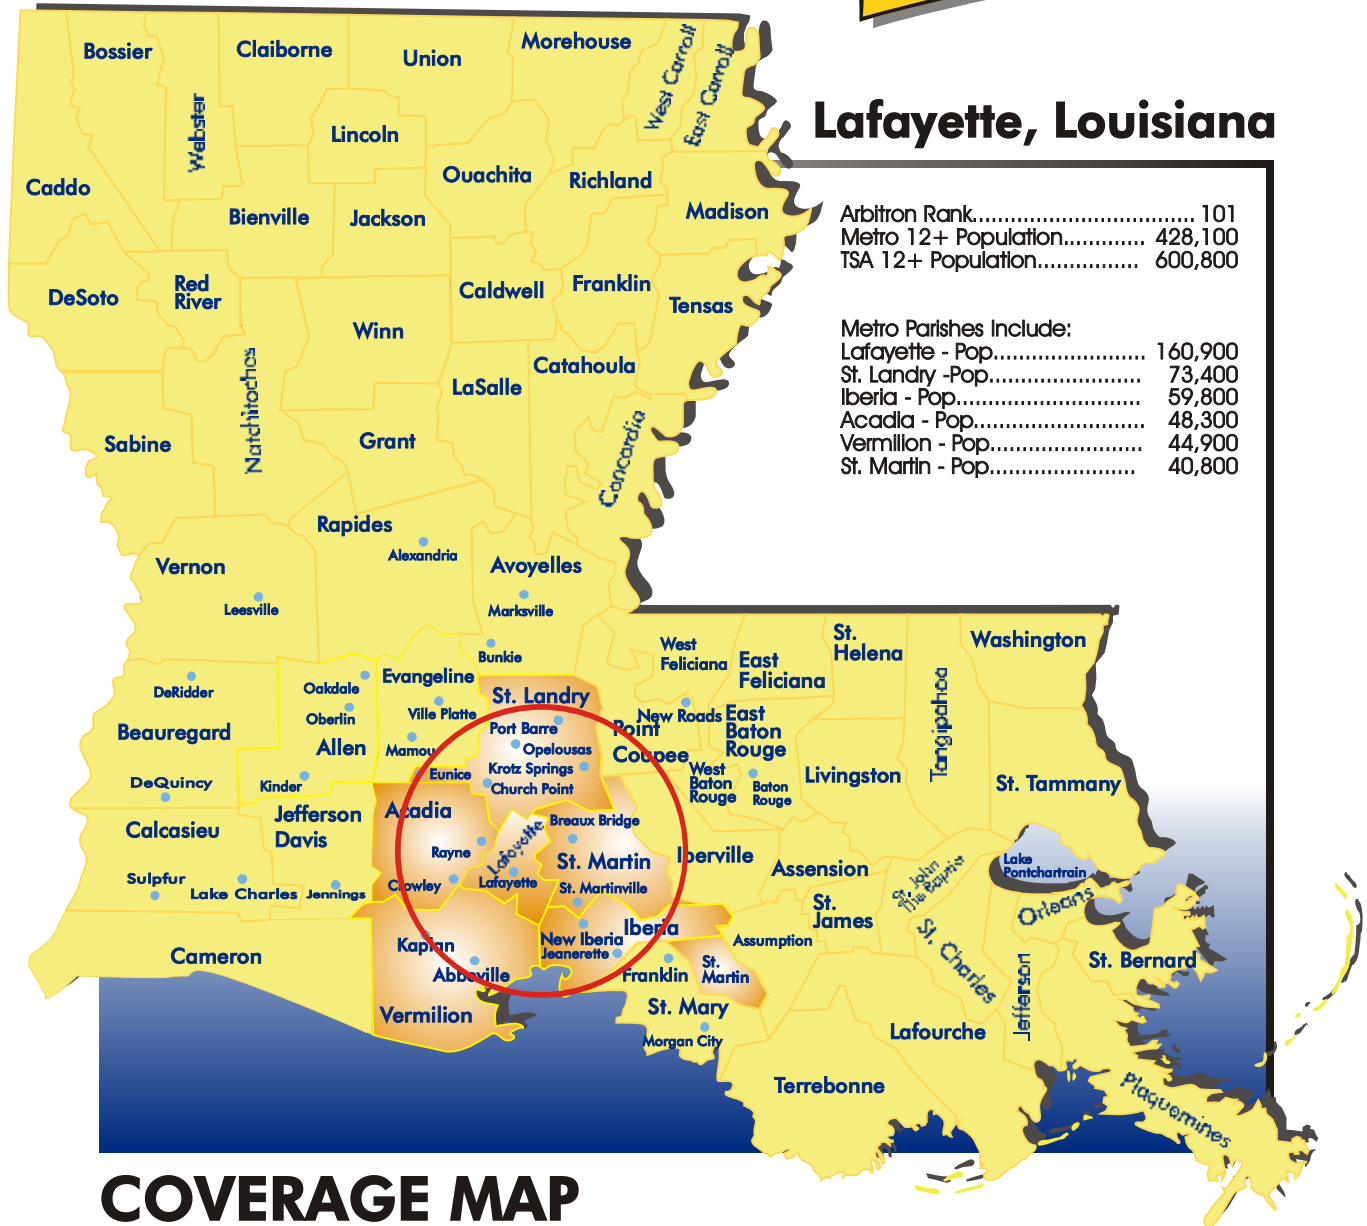 Lafayette, Louisiana
Arbitron Rank.................................... 101
Metro 12+ Population............. 428,100
TSA 12+ Population................ 600,800
Metro Parishes Include:
Lafayette - Pop........................ 160,900
St. Landry -Pop........................ 73,400
Iberia - Pop.............................. 59,800
Acadia - Pop........................... 48,300
Vermilion - Pop........................ 44,900
St. Martin - Pop....................... 40,800
Bossier
Claiborne
Union
Morehouse
West Carroll
East Carroll
Webster
Lincoln
Caddo
Ouachita
Richland
Madison
Bienville
Jackson
DeSoto
Red
River
Caldwell
Franklin
Tensas
Winn
Natchitochos
LaSalle
Catahoula
Sabine
Grant
Concordia
Rapides
Alexandria
Vernon
Leesville
Avoyelles
Marksville
Bunkie
West
Feliciana
East
Feliciana
St.
Helena
Washington
Tangipahoa
DeRidder
Beauregard
DeQuincy
Oakdale
Oberlin
Allen
Kinder
Evangeline
Ville Platte
Mamou
St. Landry
Port Barre
Opelousas
Krotz Springs
Church Point
Eunice
New Roads
Point
Coupee
East
Baton
Rouge
West
Baton
Rouge
Baton
Rouge
Livingston
St. Tammany
Calcasieu
Sulpfur
Lake Charles
Jefferson
Davis
Jennings
Acadia
Rayne
Crowley
Lafayette
Lafayette
Breaux Bridge
St. Martin
St. Martinville
Iberville
Assension
St. John
The Baptist
Lake
Pontchartrain
Orleans
St.
James
Cameron
Kaplan
Abbeville
Vermilion
New Iberia
Jeanerette
Iberia
Franklin
St.
Martin
Assumption
St. Charles
Jefferson
St. Bernard
St. Mary
Morgan City
Lafourche
Terrebonne
Plaquemines
COVERAGE MAP